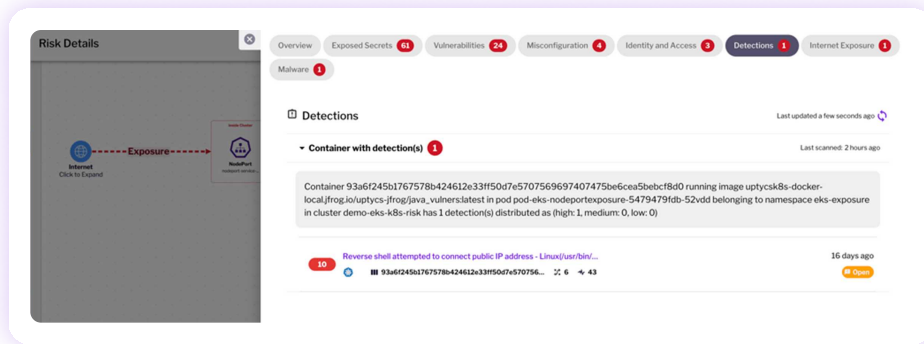 Risk Details
Overview
Exposed Secrets 61
Vulnerabilities 24
Misconfiguration 4
Identity and Access 3
Detections 1
Internet Exposure 1
Malware 1
Inside Cluster
Exposure
Internet
Click to Expand
NodePort
nodeport-service-...
Detections
Last updated a few seconds ago
Container with detection(s) 1
Last scanned: 2 hours ago
Container 93a6f245b1767578b424612e33ff50d7e5707569697407475be6cea5bebcf8d0 running image uptycsk8s-docker-
local.jfrog.io/uptycs-jfrog/java_vulners:latest in pod pod-eks-nodeportexposure-5479479fdb-52vdd belonging to namespace eks-exposure
in cluster demo-eks-k8s-risk has 1 detection(s) distributed as (high: 1, medium: 0, low: 0)
10
Reverse shell attempted to connect public IP address - Linux(/usr/bin/...
16 days ago
93a6f245b1767578b424612e33ff50d7e570756... 6 43
Open